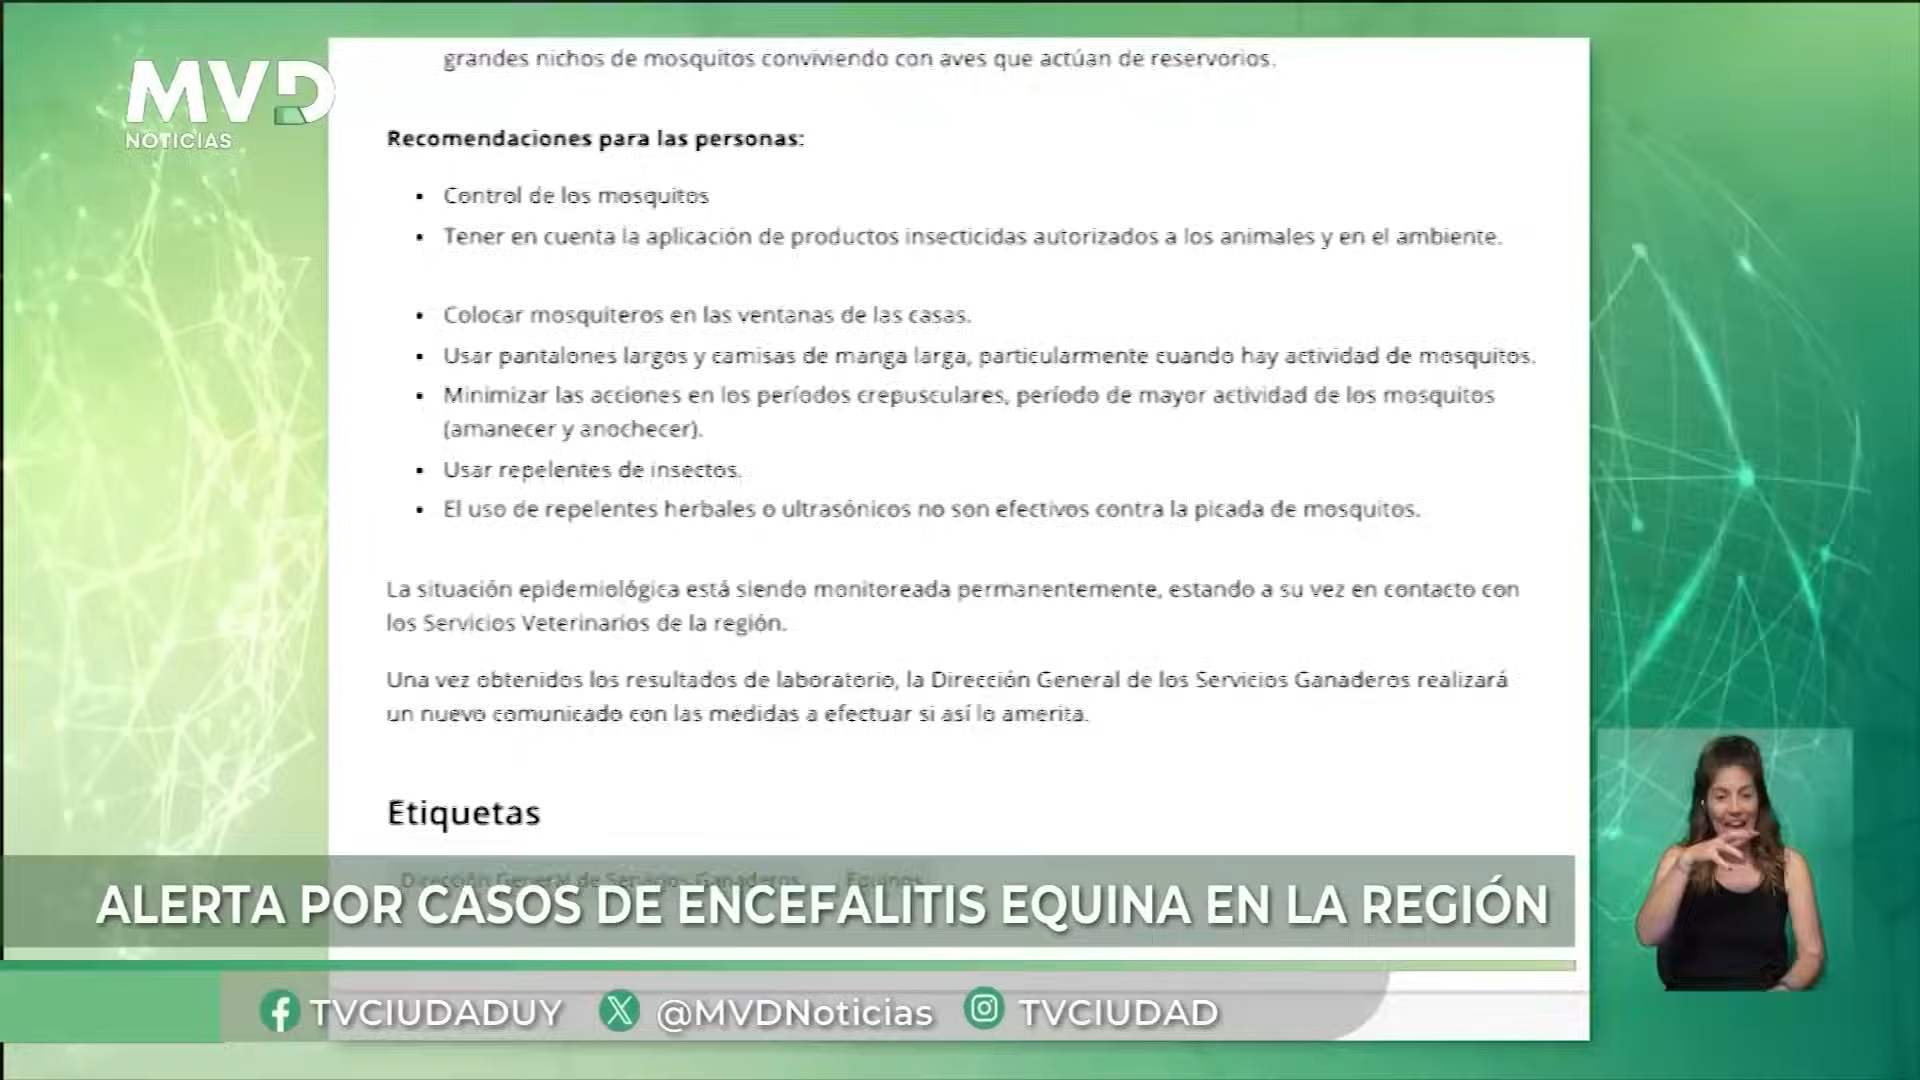 grandes nichos de mosquitos conviviendo con aves que actúan de reservorios.
MVD
NOTICIAS
Recomendaciones para las personas:
• Control de los mosquitos
• Tener en cuenta la aplicación de productos insecticidas autorizados a los animales y en el ambiente.
• Colocar mosquiteros en las ventanas de las casas.
• Usar pantalones largos y camisas de manga larga, particularmente cuando hay actividad de mosquitos.
• Minimizar las acciones en los períodos crepusculares, período de mayor actividad de los mosquitos
(amanecer y anochecer).
• Usar repelentes de insectos.
• El uso de repelentes herbales o ultrasónicos no son efectivos contra la picada de mosquitos.
La situación epidemiológica está siendo monitoreada permanentemente, estando a su vez en contacto con
los Servicios Veterinarios de la región.
Una vez obtenidos los resultados de laboratorio, la Dirección General de los Servicios Ganaderos realizará
un nuevo comunicado con las medidas a efectuar si así lo amerita.
Etiquetas
Dirección General de Servicios Ganaderos Equinos
ALERTA POR CASOS DE ENCEFALITIS EQUINA EN LA REGIÓN
TVCIUDADUY @MVDNoticias TVCIUDAD